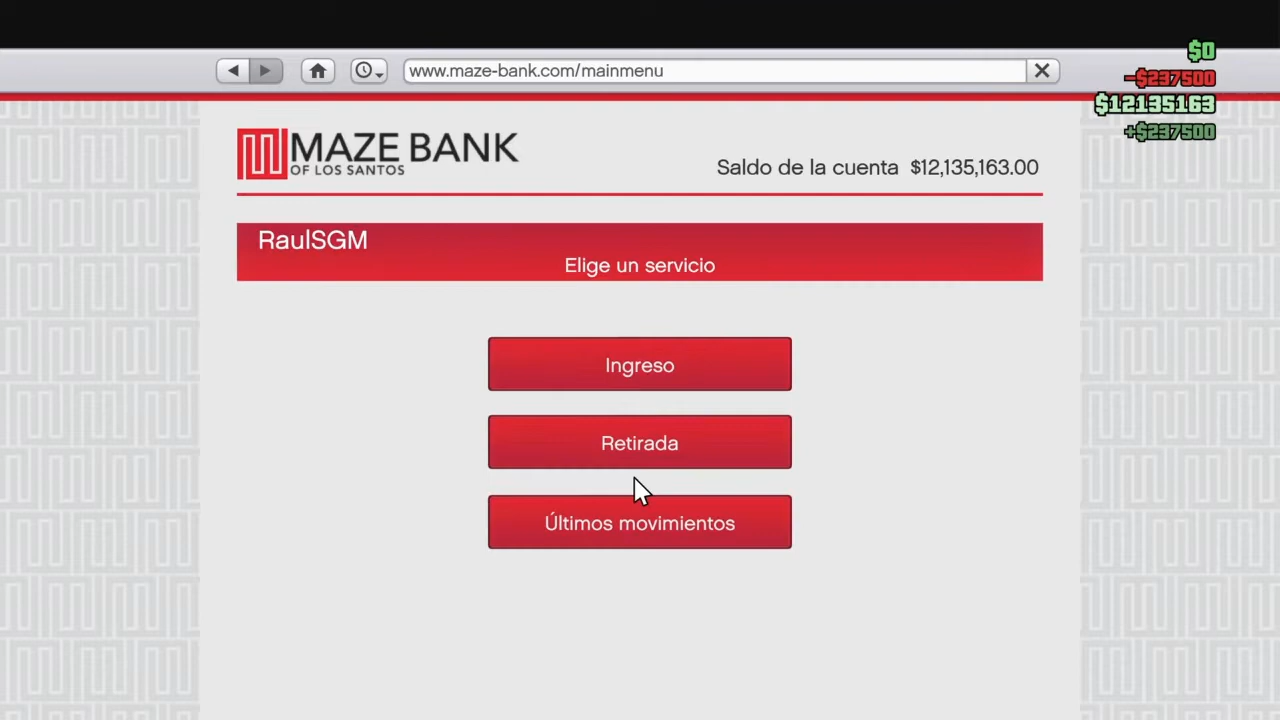 www.maze-bank.com/mainmenu
$0
-$237500
$12135163
+$237500
MAZE BANK
OF LOS SANTOS
Saldo de la cuenta $12,135,163.00
RaulSGM
Elige un servicio
Ingreso
Retirada
Últimos movimientos